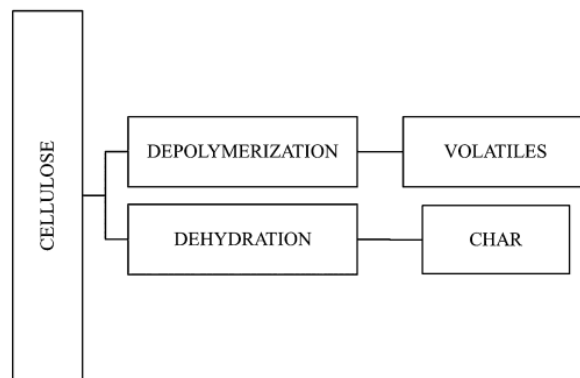 CELLULOSE
DEPOLYMERIZATION
VOLATILES
DEHYDRATION
CHAR